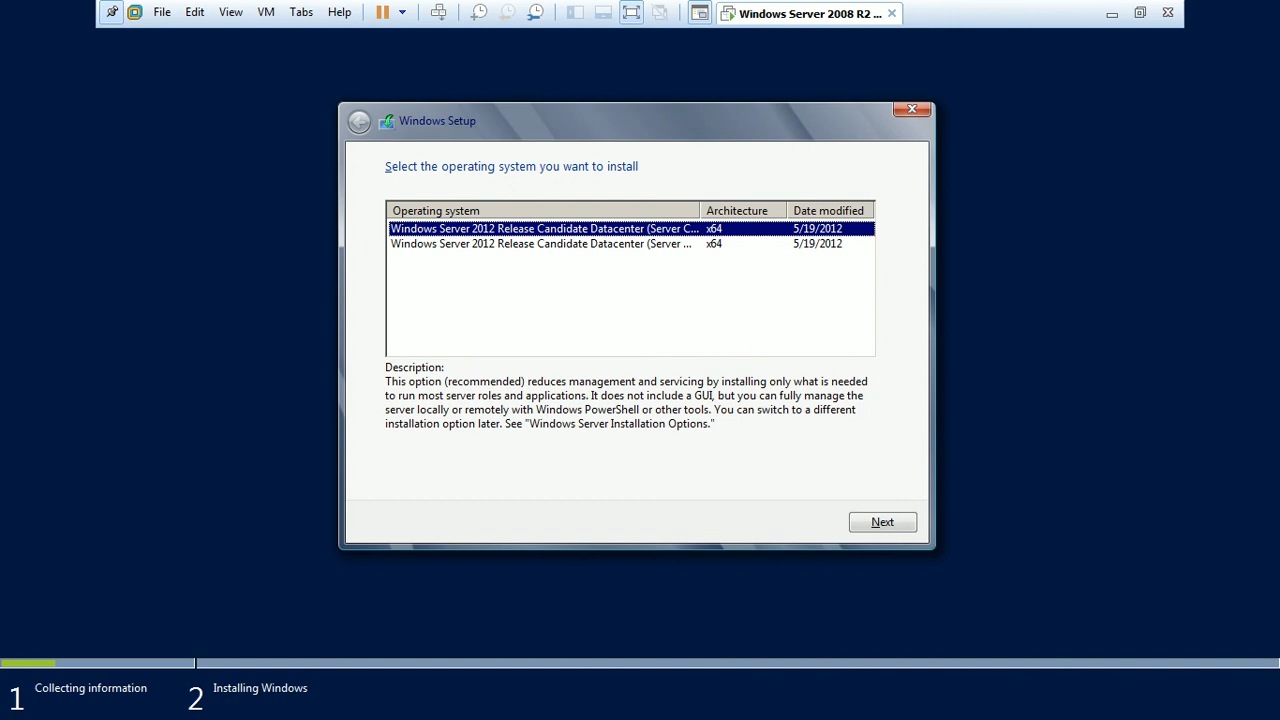 File Edit View VM Tabs Help
Windows Server 2008 R2 ...
Windows Setup
Select the operating system you want to install
Operating system Architecture Date modified
Windows Server 2012 Release Candidate Datacenter (Server C... x64 5/19/2012
Windows Server 2012 Release Candidate Datacenter (Server ... x64 5/19/2012
Description:
This option (recommended) reduces management and servicing by installing only what is needed
to run most server roles and applications. It does not include a GUI, but you can fully manage the
server locally or remotely with Windows PowerShell or other tools. You can switch to a different
installation option later. See "Windows Server Installation Options."
Next
1 Collecting information
2 Installing Windows